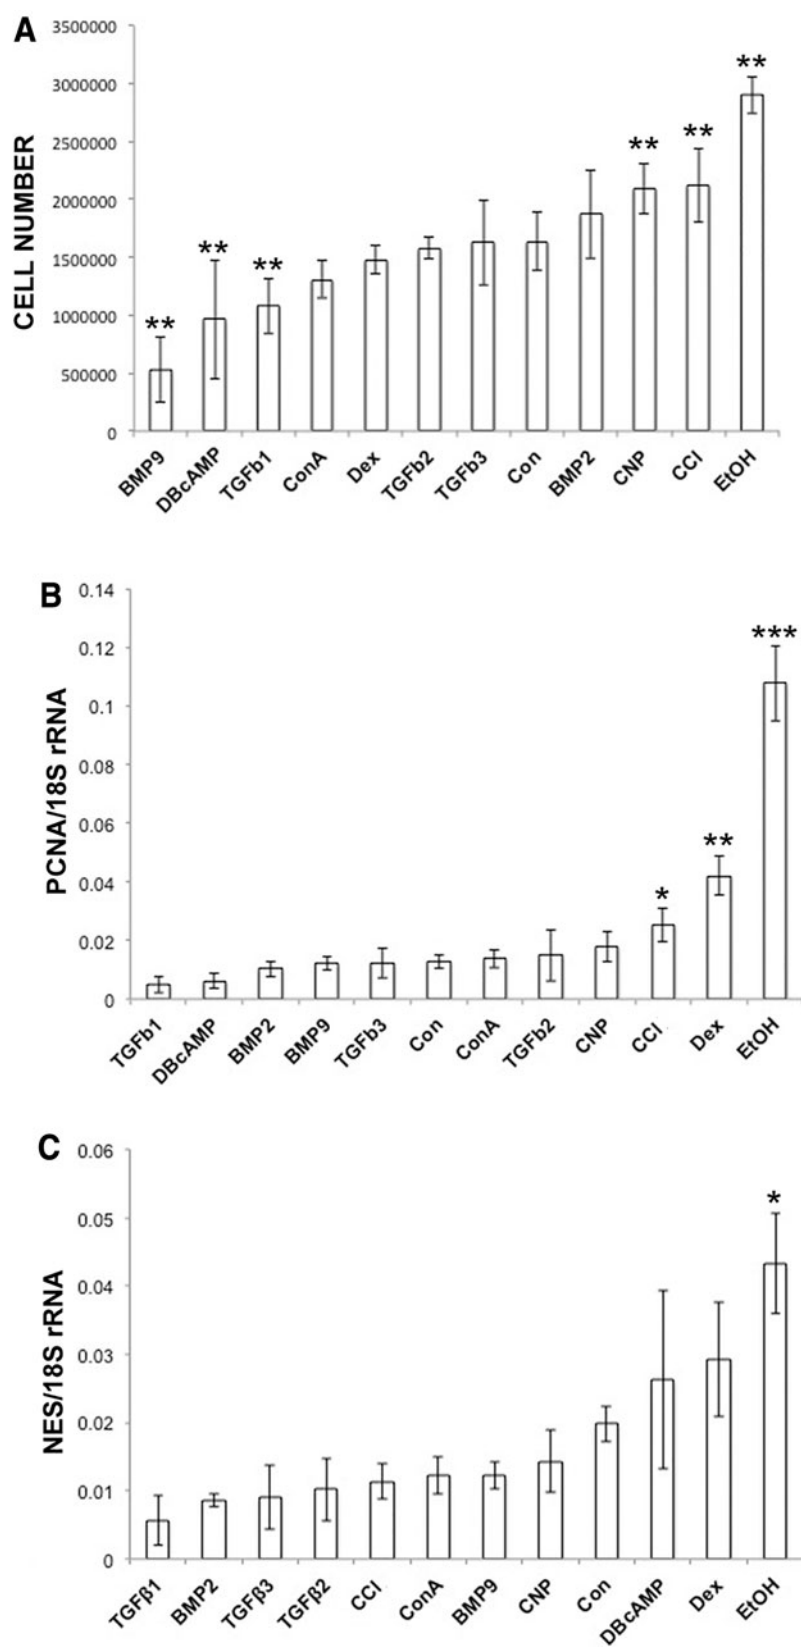 A
CELL NUMBER
3500000
3000000
2500000
2000000
1500000
1000000
500000
0
**
**
**
**
**
**
BMP9
DBcAMP
TGFb1
ConA
Dex
TGFb2
TGFb3
Con
BMP2
CNP
CCl
EtOH
B
PCNA/18S rRNA
0.14
0.12
0.1
0.08
0.06
0.04
0.02
0
*
**
***
TGFb1
DBcAMP
BMP2
BMP9
TGFb3
Con
ConA
TGFb2
CNP
CCl
Dex
EtOH
C
NES/18S rRNA
0.06
0.05
0.04
0.03
0.02
0.01
0
*
TGFβ1
BMP2
TGFβ3
TGFβ2
CCl
ConA
BMP9
CNP
Con
DBcAMP
Dex
EtOH